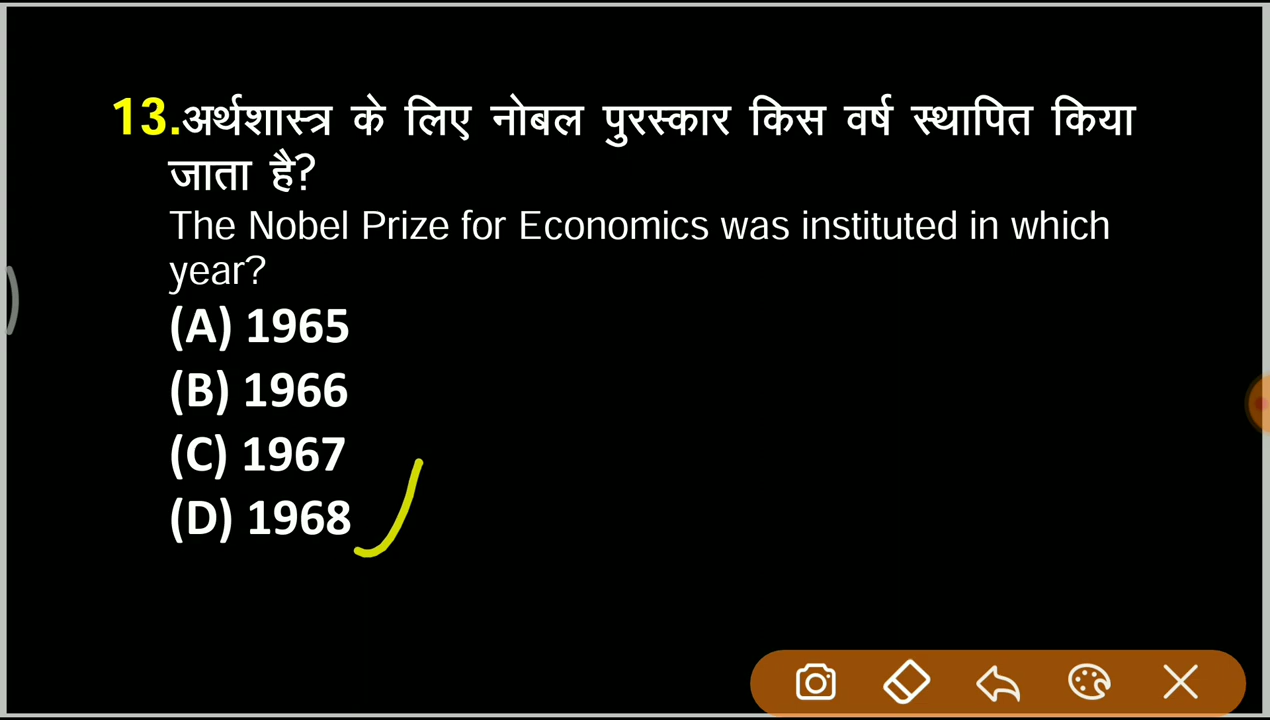 13.अर्थशास्त्र के लिए नोबल पुरस्कार किस वर्ष स्थापित किया
जाता है?
The Nobel Prize for Economics was instituted in which
year?
(A) 1965
(B) 1966
(C) 1967
(D) 1968